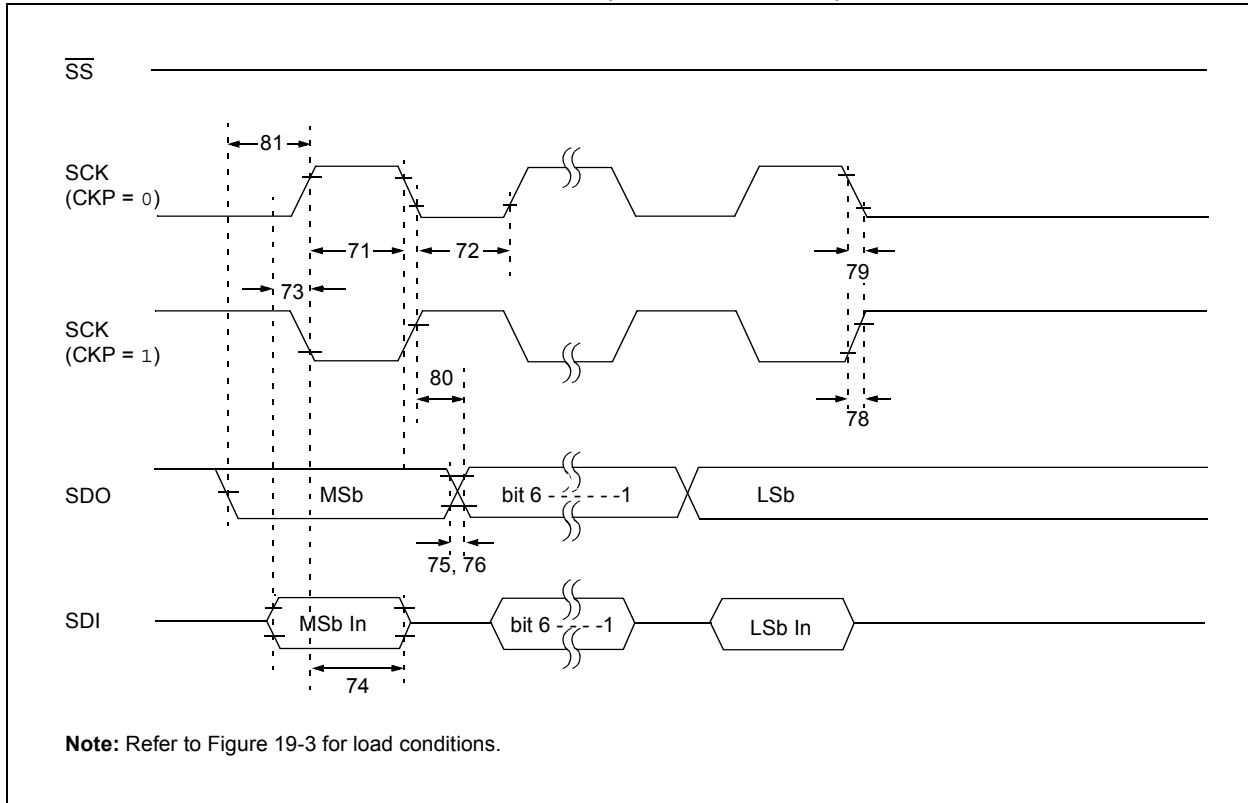 SS
81
SCK
(CKP = 0)
71
72
79
73
SCK
(CKP = 1)
80
78
SDO
MSb
bit 6 - - - - - -1
LSb
75, 76
SDI
MSb In
bit 6 - - - -1
LSb In
74
Note: Refer to Figure 19-3 for load conditions.